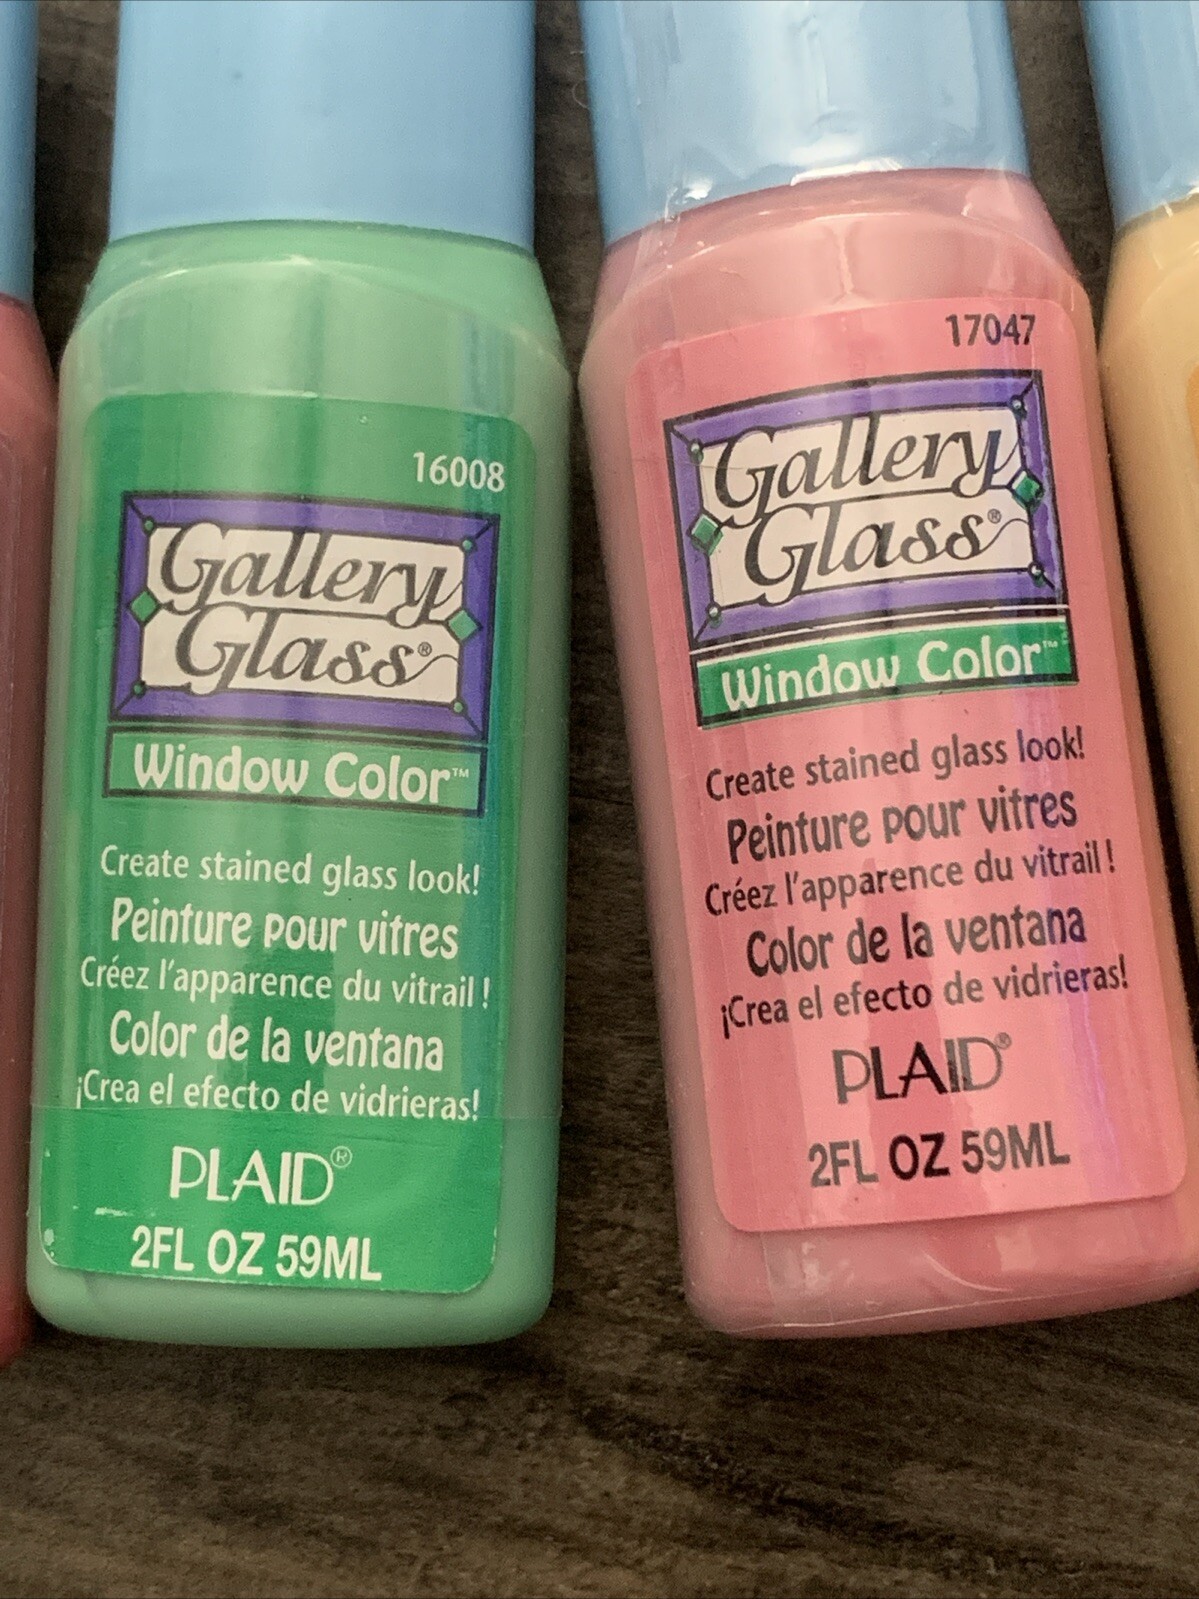 16008
Gallery
Glass®
Window Color™
Create stained glass look!
Peinture pour vitres
Créez l'apparence du vitrail !
Color de la ventana
¡Crea el efecto de vidrieras!
PLAID®
2FL OZ 59ML
17047
Gallery
Glass®
Window Color™
Create stained glass look!
Peinture pour vitres
Créez l'apparence du vitrail !
Color de la ventana
¡Crea el efecto de vidrieras!
PLAID®
2FL OZ 59ML